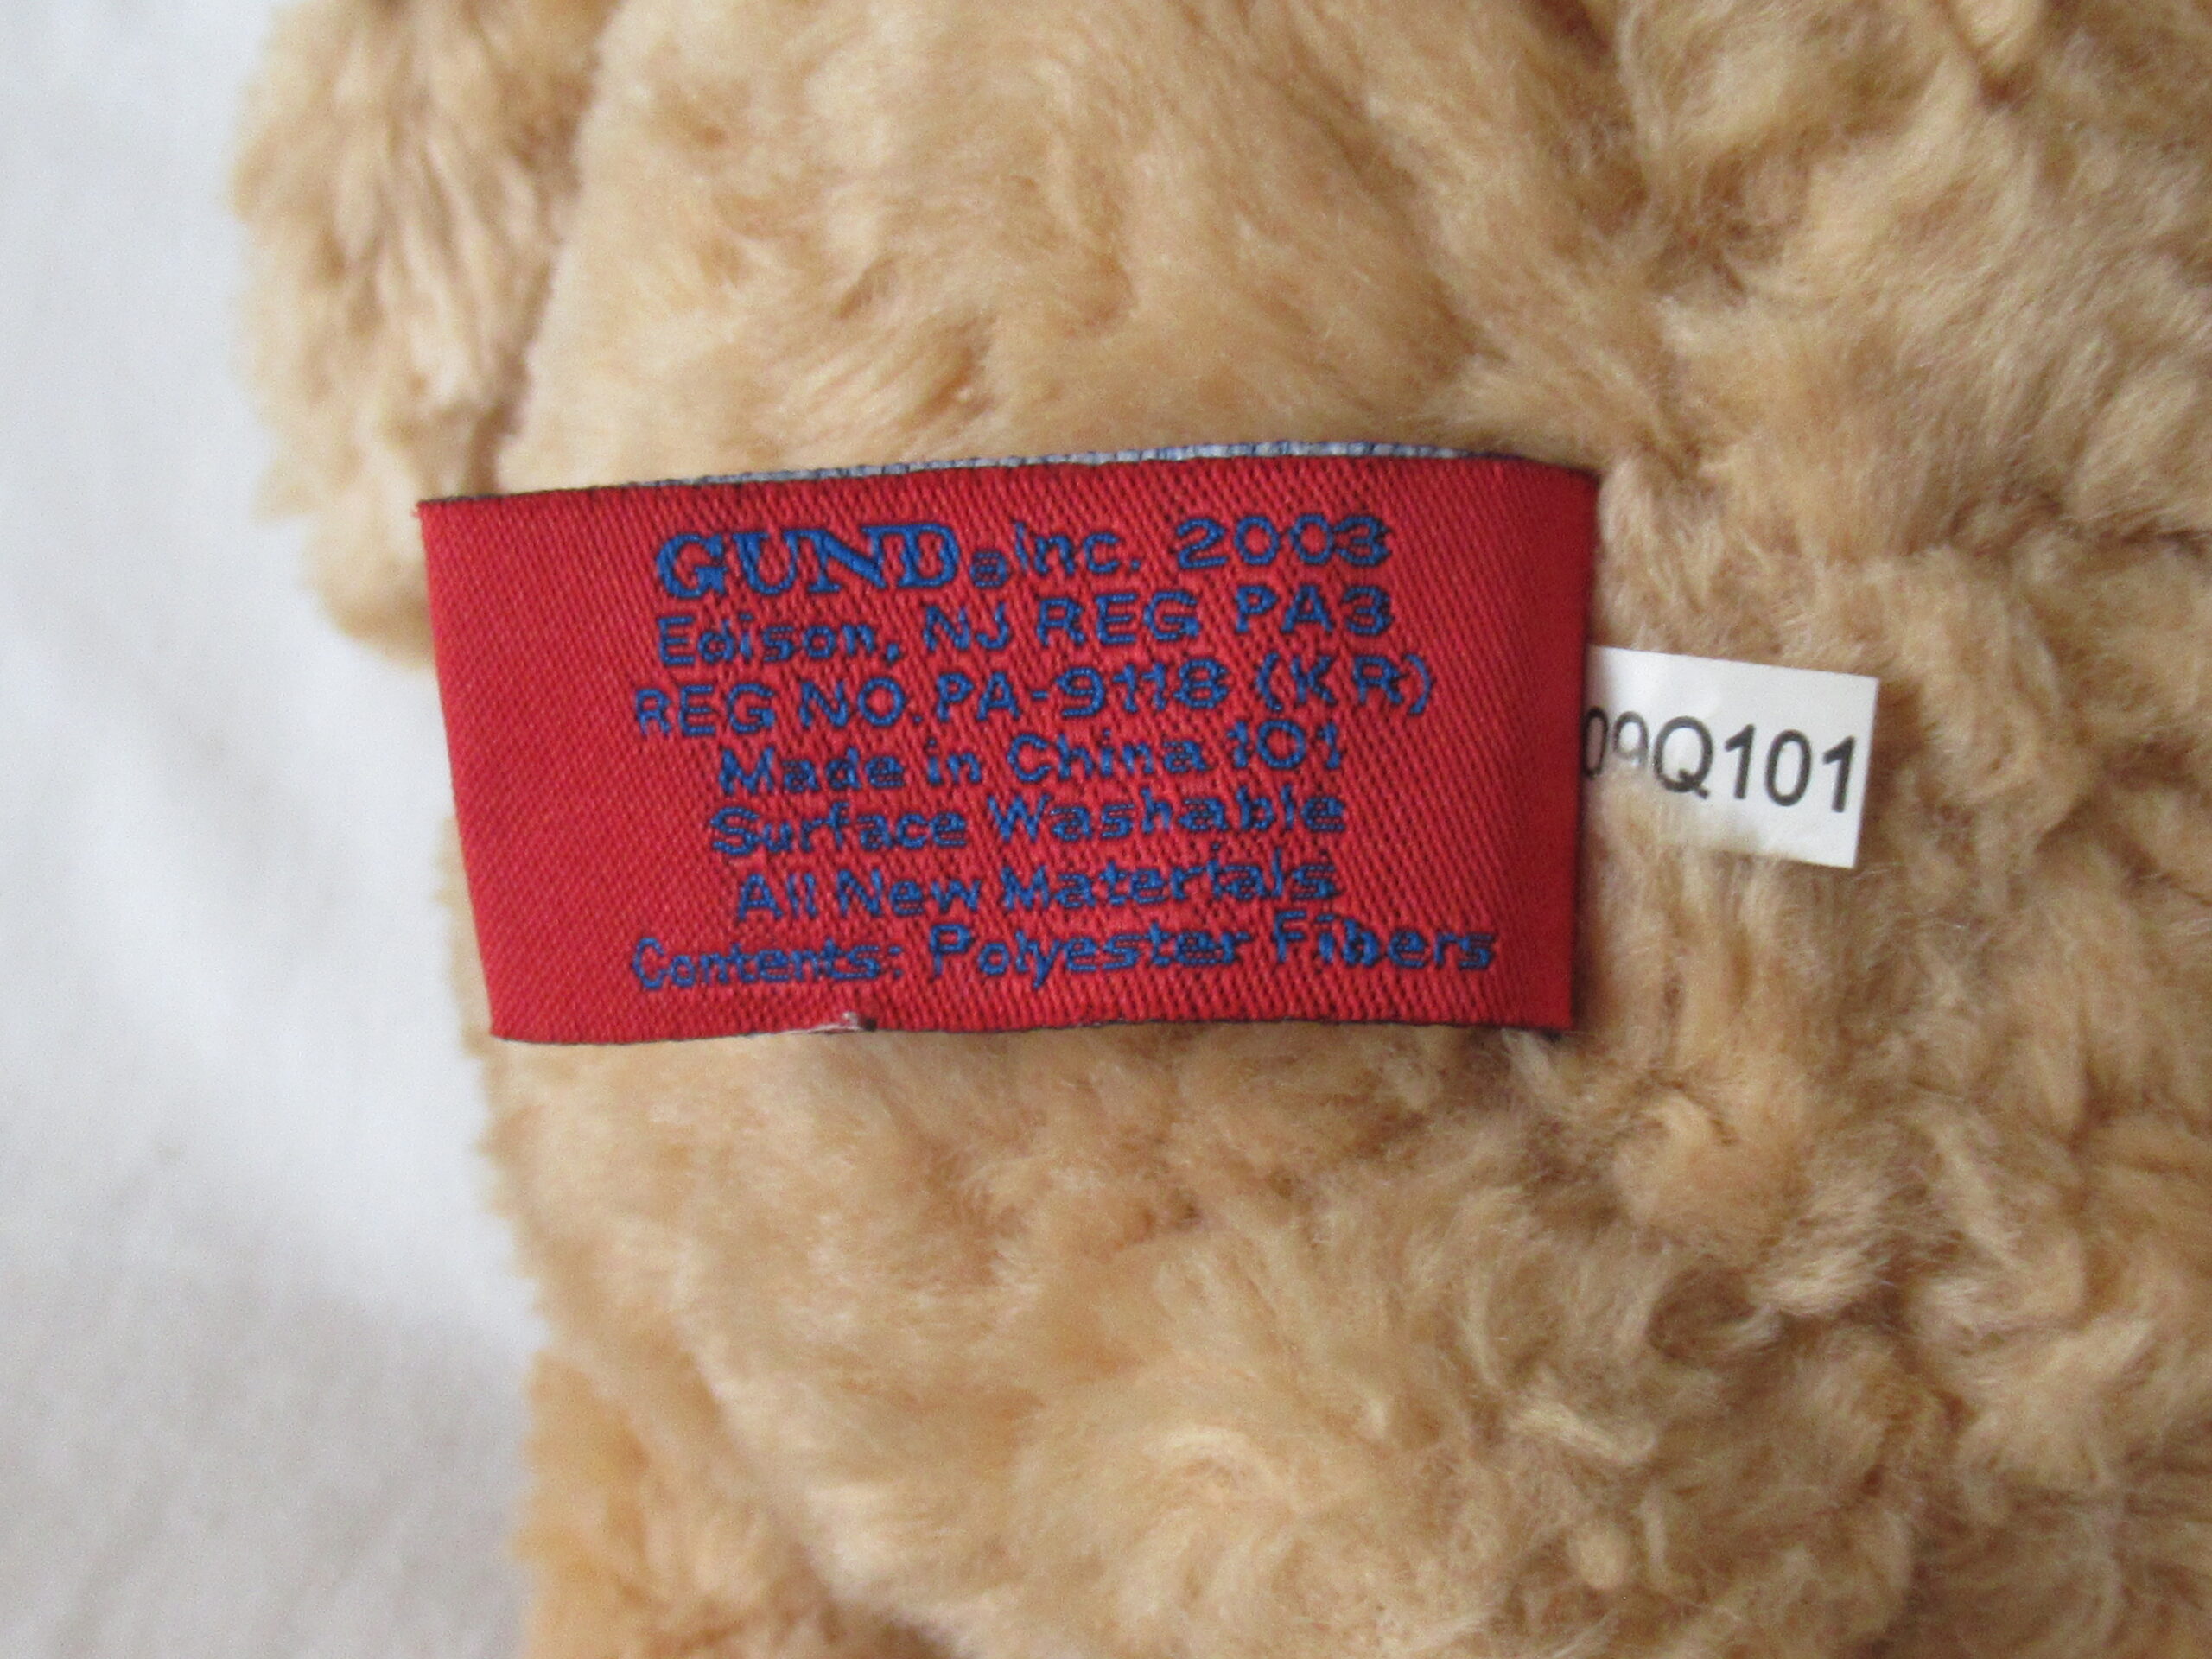 GUND® Inc. 2003
Edison, NJ REG PA3
REG NO. PA-9118 (KR)
Made in China 101
Surface Washable
All New Materials
Contents: Polyester Fibers
09Q101